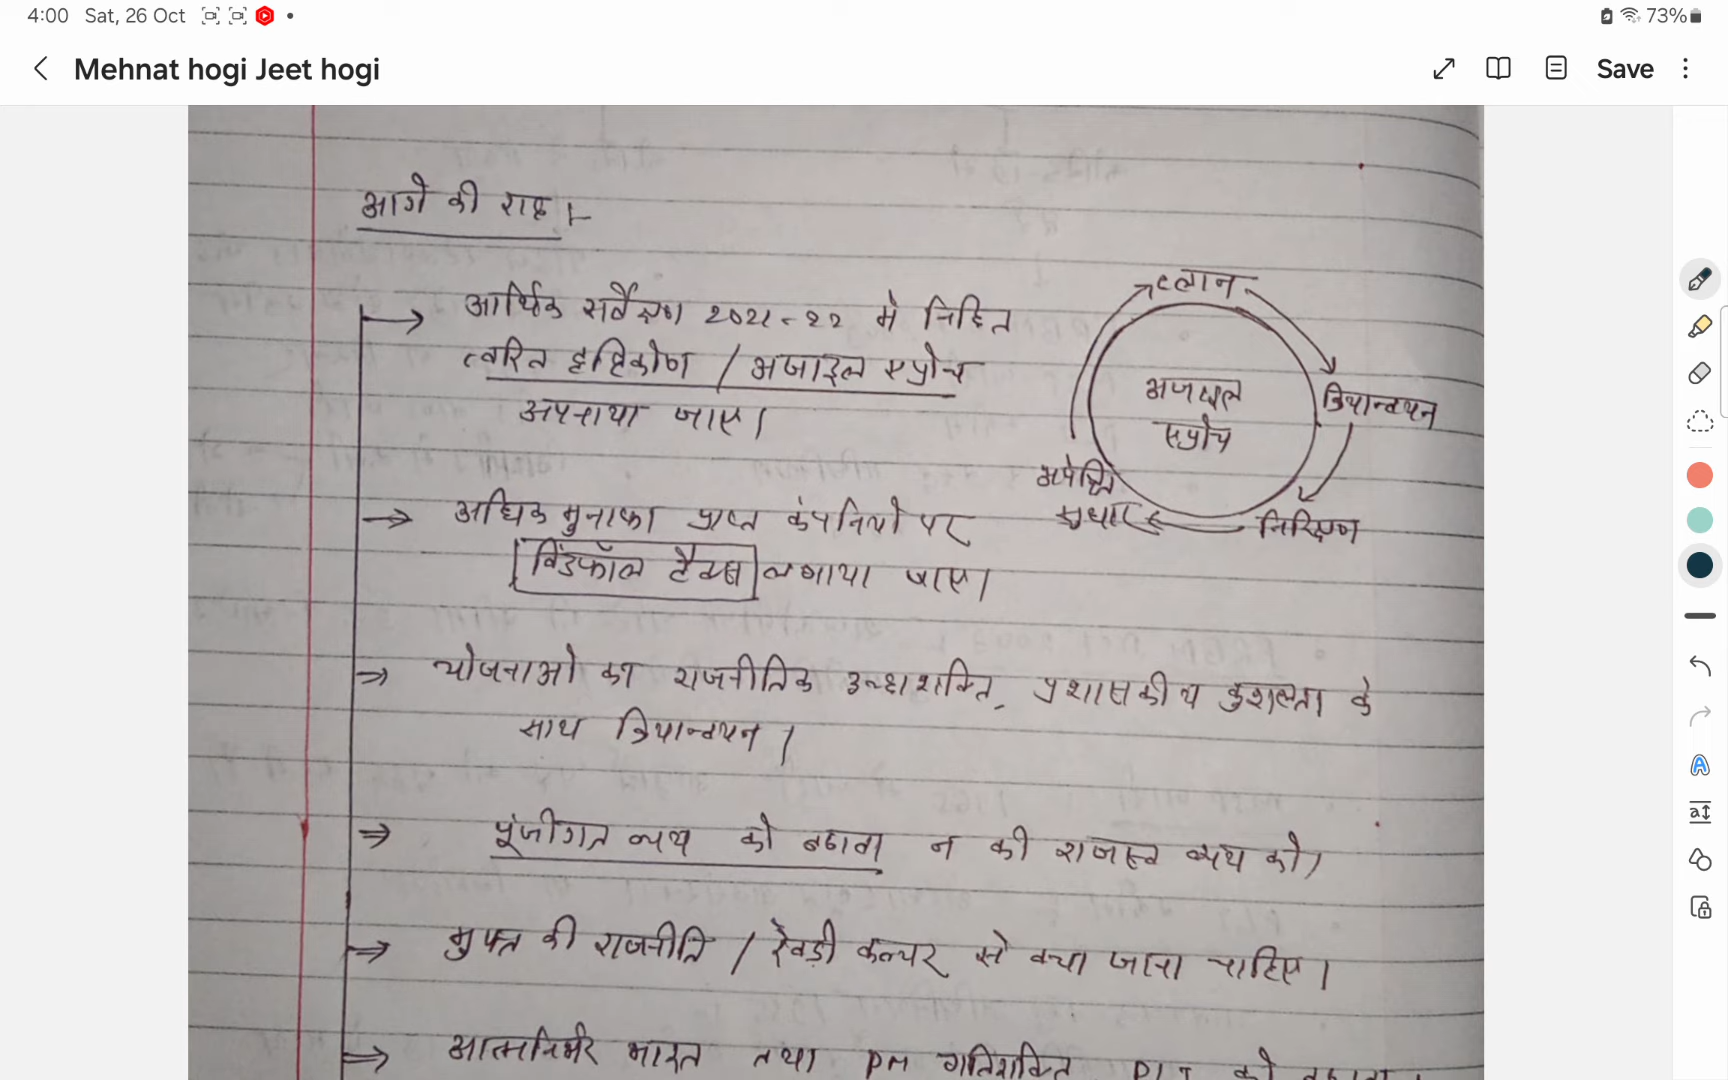 4:00 Sat, 26 Oct
73%
Mehnat hogi Jeet hogi
Save
आगे की राह :-
आर्थिक सर्वेक्षण 2021-22 मे निहित
त्वरित दृष्टिकोण / अजाइल एप्रोच
अपनाया जाए।
प्लान
क्रियान्वयन
निरिक्षण
अपेक्षित
सुधार
अजाइल
एप्रोच
अधिक मुनाफा प्राप्त कंपनियो पर
विंडफॉल टैक्स लगाया जाए।
योजनाओ का राजनीतिक इच्छाशक्ति, प्रशासकीय कुशलता के
साथ क्रियान्वयन।
पूंजीगत व्यय को बढावा न की राजस्व व्यय को।
मुफ्त की राजनीति / रेवड़ी कल्चर से बचा जाना चाहिए।
आत्मनिर्भर भारत तथा PM गतिशक्ति